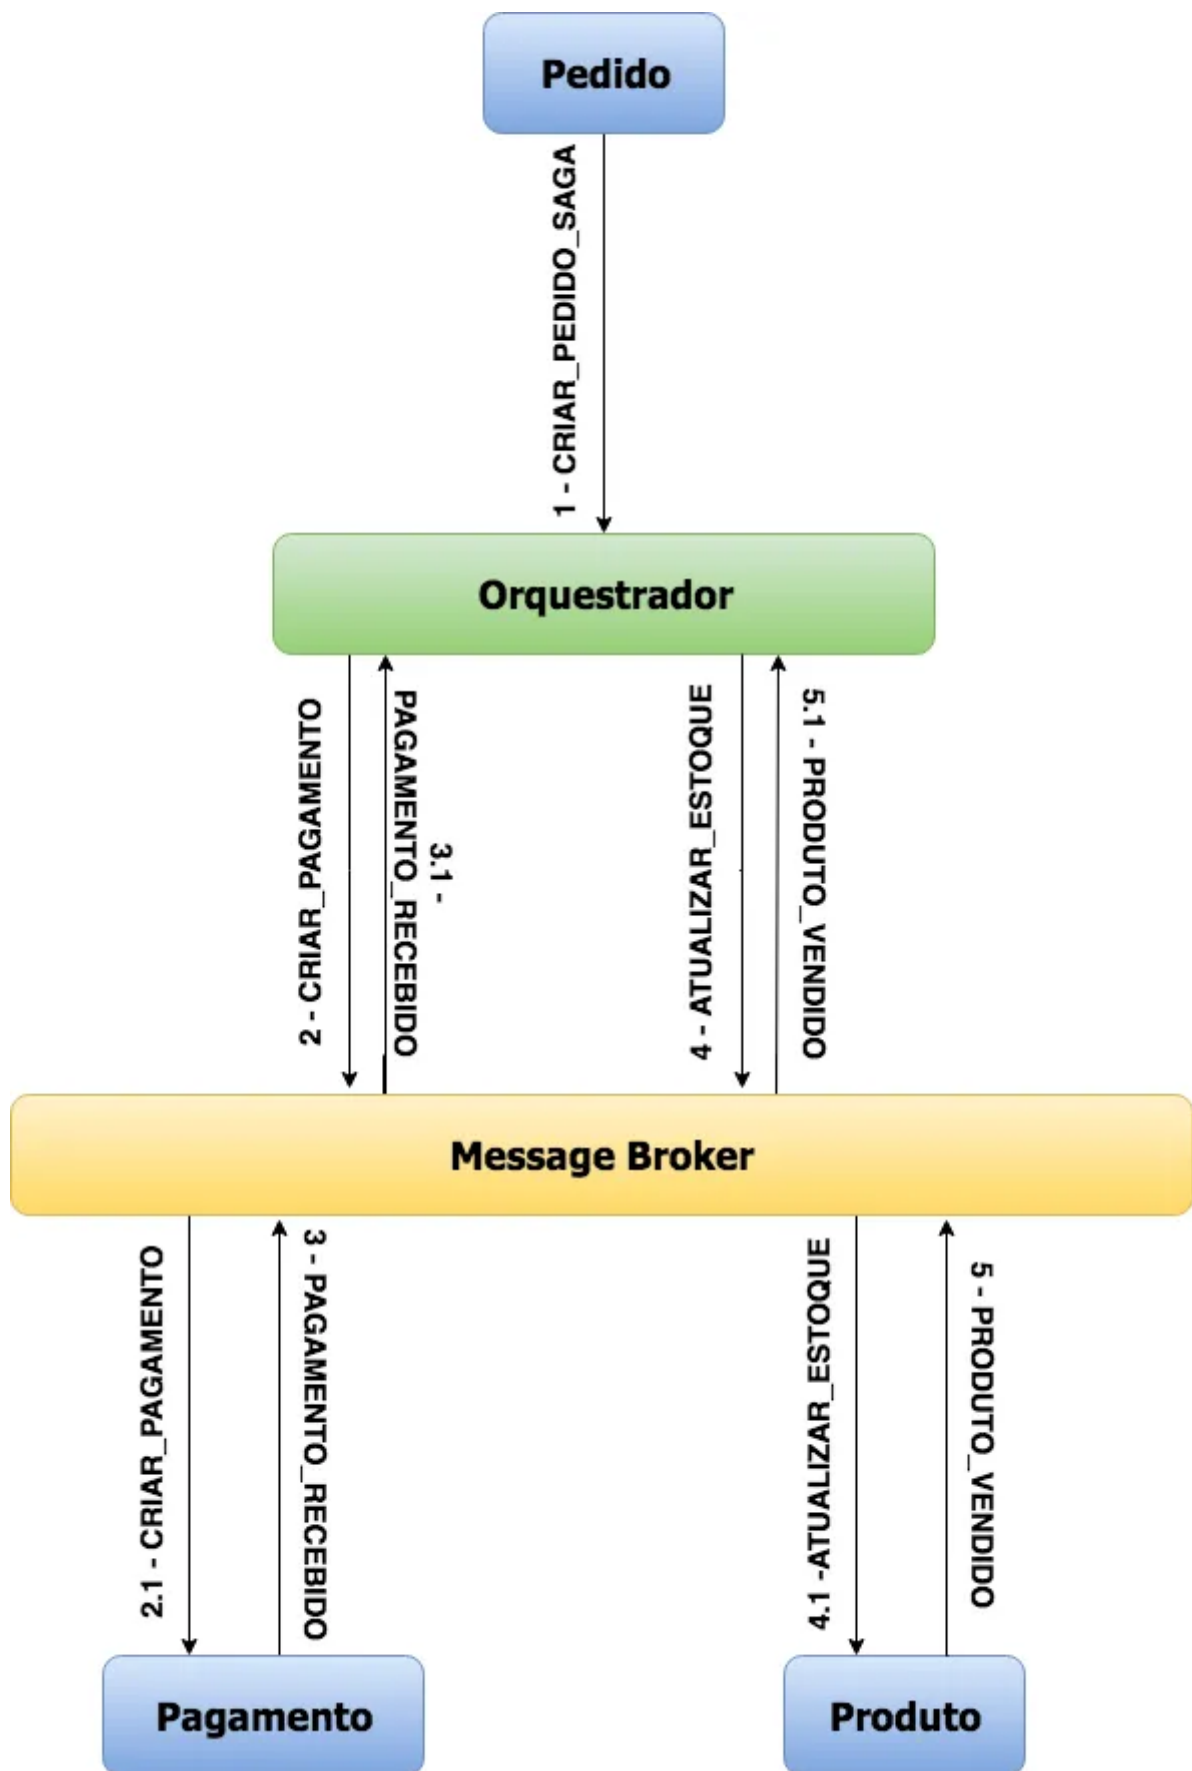 Pedido
1 - CRIAR_PEDIDO_SAGA
Orquestrador
2 - CRIAR_PAGAMENTO
3.1 -
PAGAMENTO_RECEBIDO
4 - ATUALIZAR_ESTOQUE
5.1 - PRODUTO_VENDIDO
Message Broker
2.1 - CRIAR_PAGAMENTO
3 - PAGAMENTO_RECEBIDO
4.1 -ATUALIZAR_ESTOQUE
5 - PRODUTO_VENDIDO
Pagamento
Produto